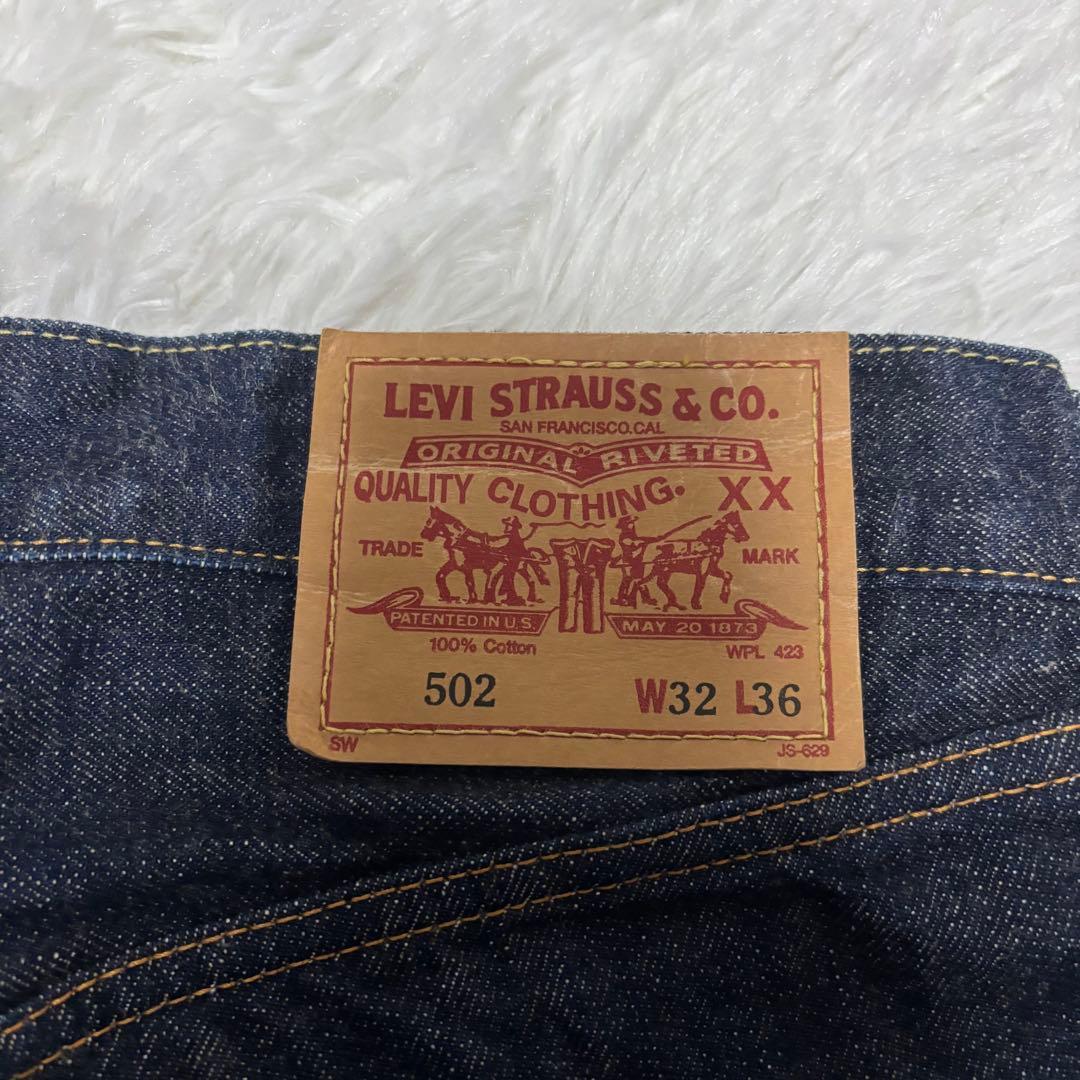 LEVI STRAUSS & CO.
SAN FRANCISCO.CAL
ORIGINAL RIVETED
QUALITY CLOTHING. XX
TRADE MARK
PATENTED IN U.S. MAY 20 1873
100% Cotton WPL 423
502 W32 L36
SW JS-629